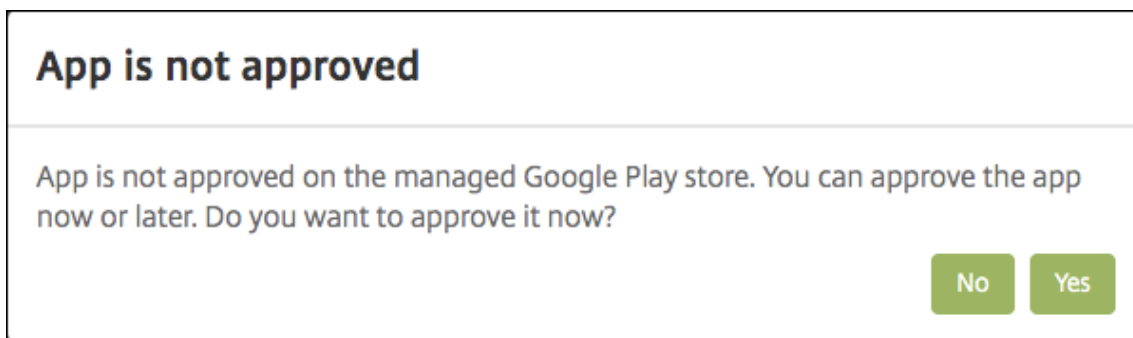 App is not approved
App is not approved on the managed Google Play store. You can approve the app
now or later. Do you want to approve it now?
No Yes